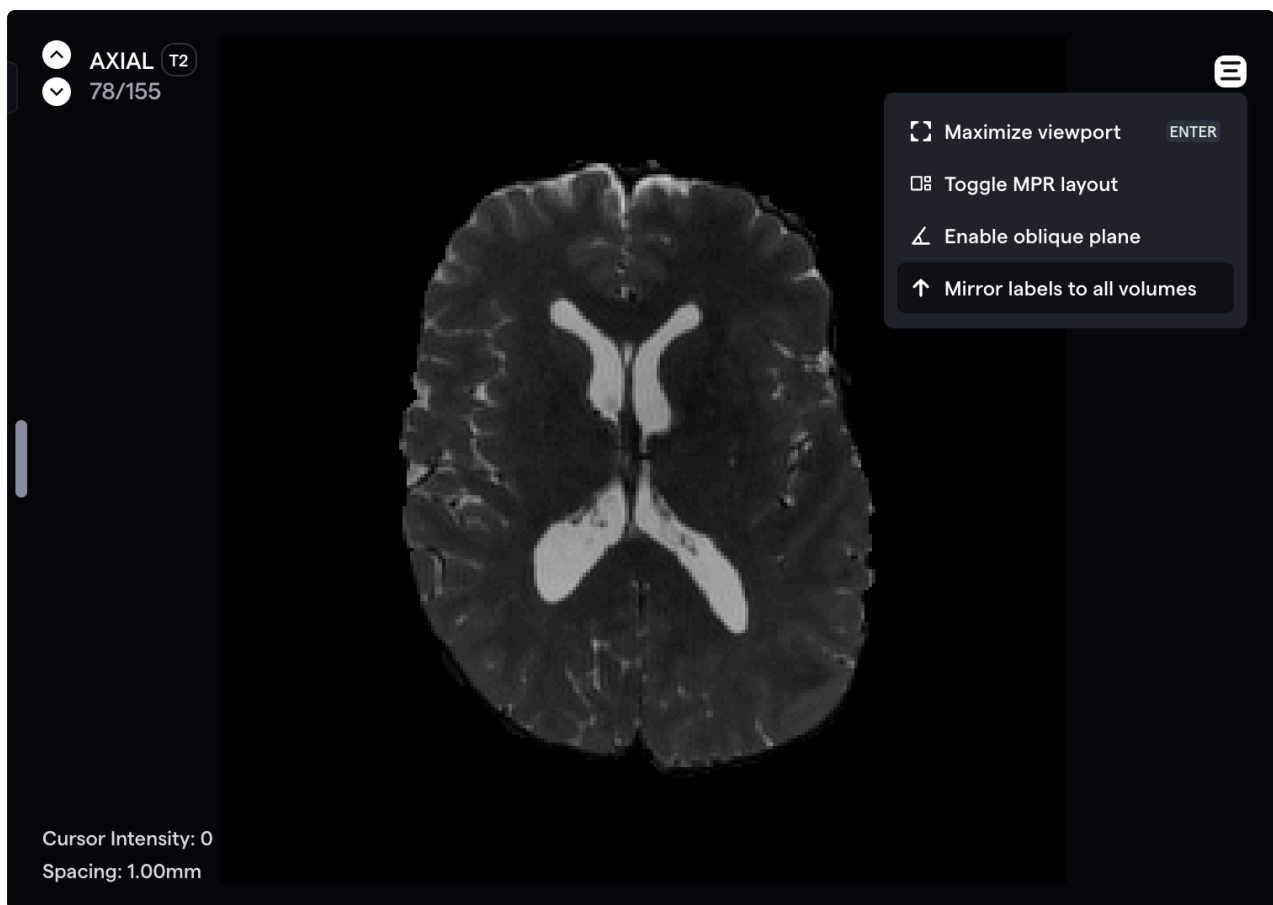 AXIAL T2
78/155
Maximize viewport ENTER
Toggle MPR layout
Enable oblique plane
Mirror labels to all volumes
Cursor Intensity: 0
Spacing: 1.00mm